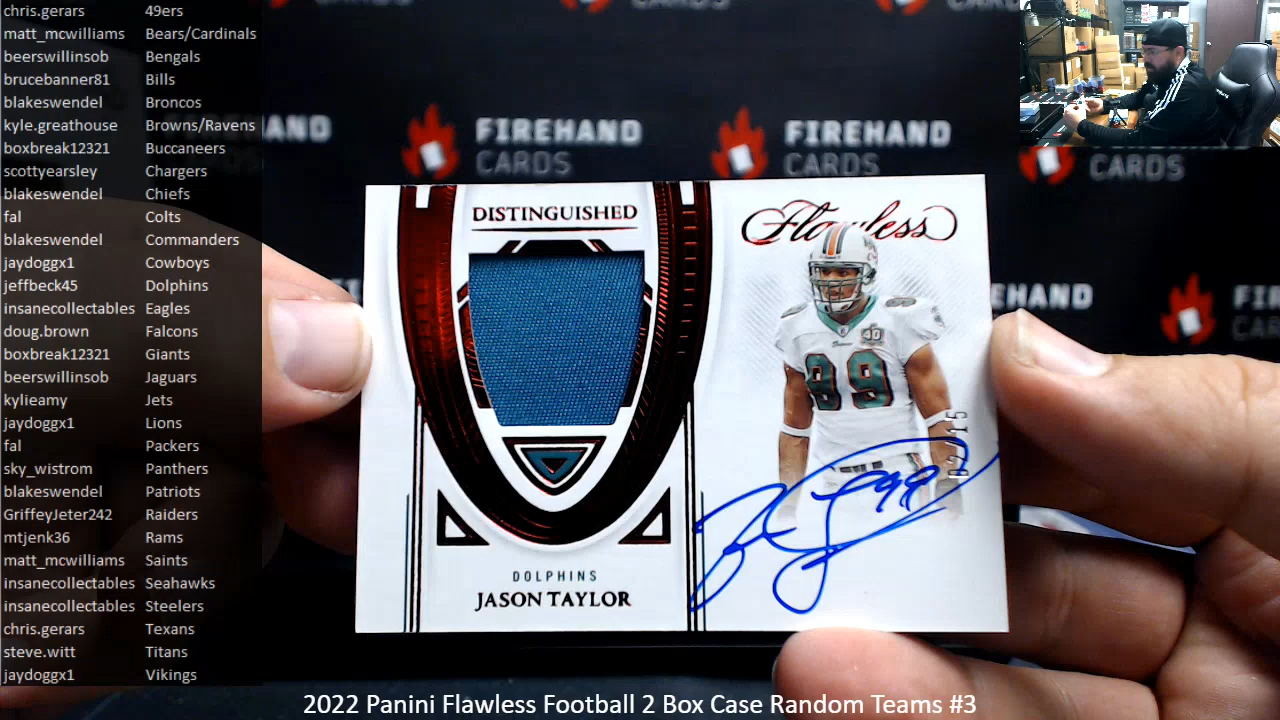 chris.gerars 49ers
matt_mcwilliams Bears/Cardinals
beerswillinsob Bengals
brucebanner81 Bills
blakeswendel Broncos
kyle.greathouse Browns/Ravens
boxbreak12321 Buccaneers
scottyearsley Chargers
blakeswendel Chiefs
fal Colts
blakeswendel Commanders
jaydoggx1 Cowboys
jeffbeck45 Dolphins
insanecollectables Eagles
doug.brown Falcons
boxbreak12321 Giants
beerswillinsob Jaguars
kylieamy Jets
jaydoggx1 Lions
fal Packers
sky_wistrom Panthers
blakeswendel Patriots
GriffeyJeter242 Raiders
mtjenk36 Rams
matt_mcwilliams Saints
insanecollectables Seahawks
insanecollectables Steelers
chris.gerars Texans
steve.witt Titans
jaydoggx1 Vikings
FIREHAND
CARDS
FIREHAND
CARDS
CARDS
DISTINGUISHED
Flawless
99
DOLPHINS
JASON TAYLOR
2022 Panini Flawless Football 2 Box Case Random Teams #3